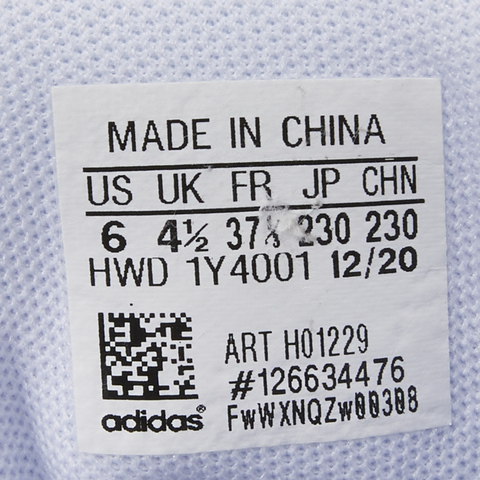 MADE IN CHINA
US UK FR JP CHN
6 4½ 37⅓ 230 230
HWD 1Y4001 12/20
ART H01229
#126634476
FwWXNQZw00308
adidas®